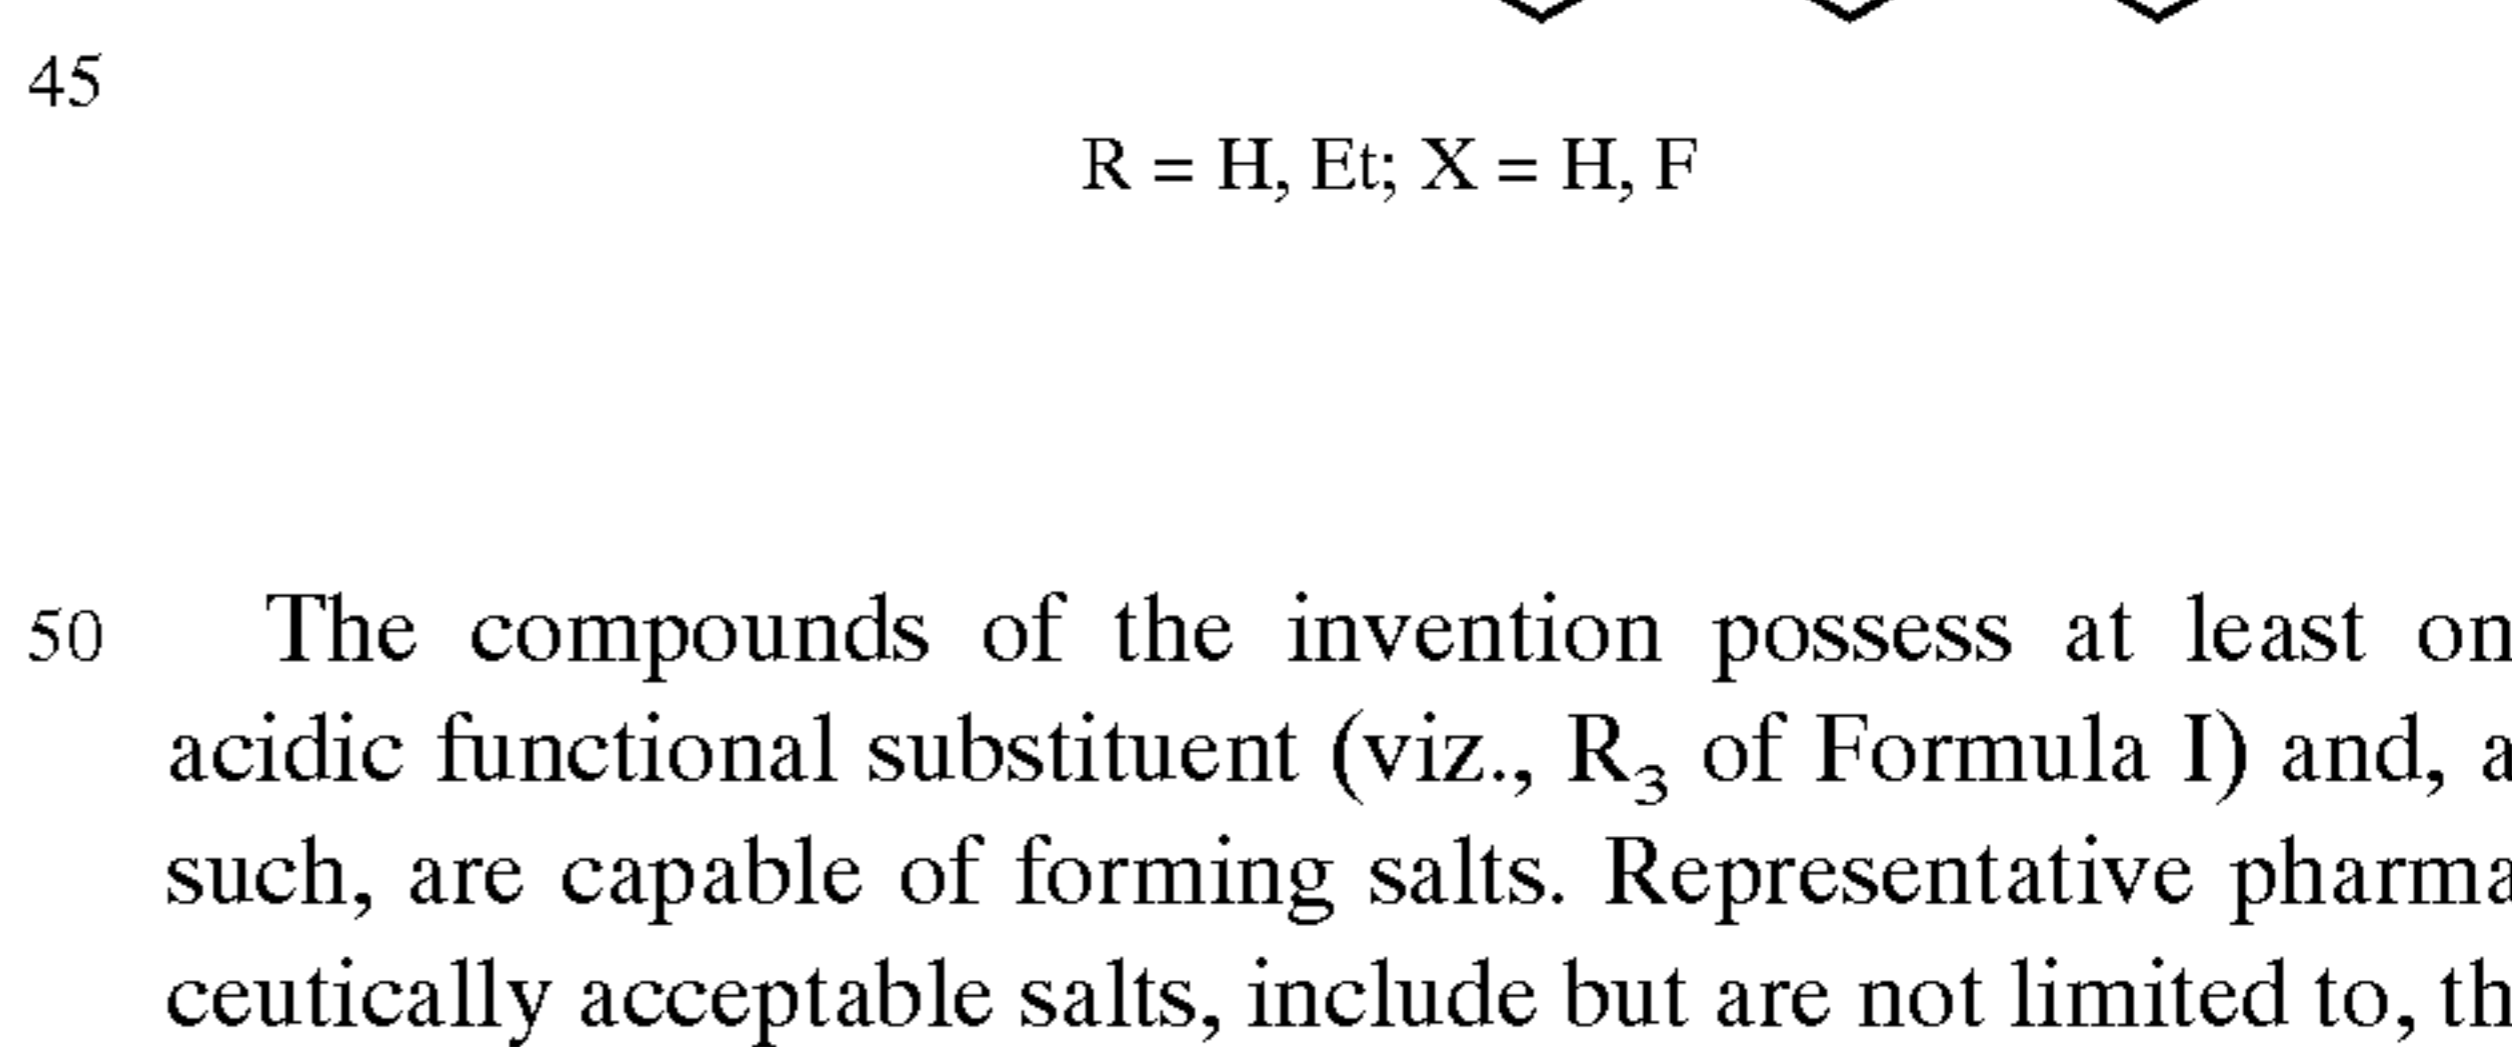 45
R = H, Et; X = H, F
50 The compounds of the invention possess at least on
acidic functional substituent (viz., R₃ of Formula I) and, a
such, are capable of forming salts. Representative pharma
ceutically acceptable salts, include but are not limited to, th